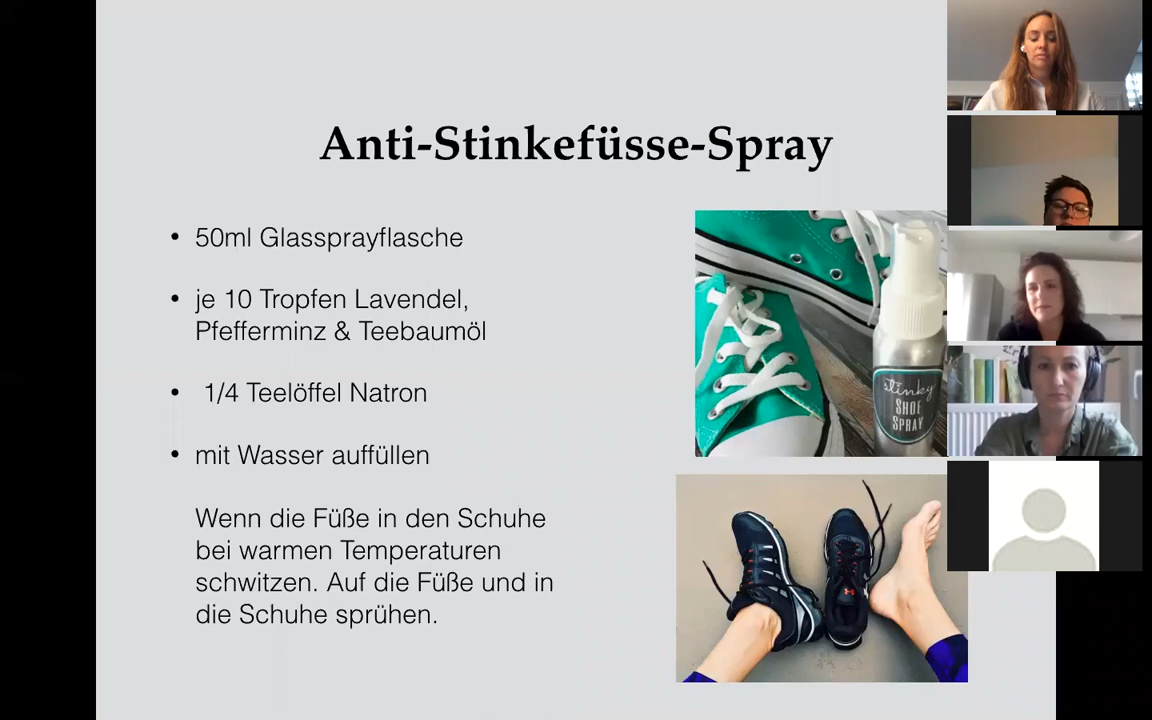 Anti-Stinkefüsse-Spray
• 50ml Glassprayflasche
• je 10 Tropfen Lavendel,
Pfefferminz & Teebaumöl
• 1/4 Teelöffel Natron
• mit Wasser auffüllen
Wenn die Füße in den Schuhe
bei warmen Temperaturen
schwitzen. Auf die Füße und in
die Schuhe sprühen.
stinky
SHOE
SPRAY